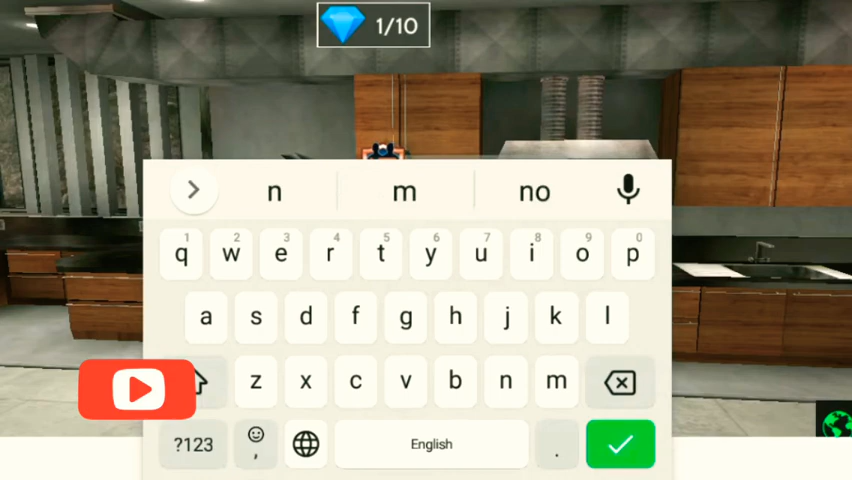 1/10
n m no
1 2 3 4 5 6 7 8 9 0
q w e r t y u i o p
a s d f g h j k l
z x c v b n m
?123 , English .